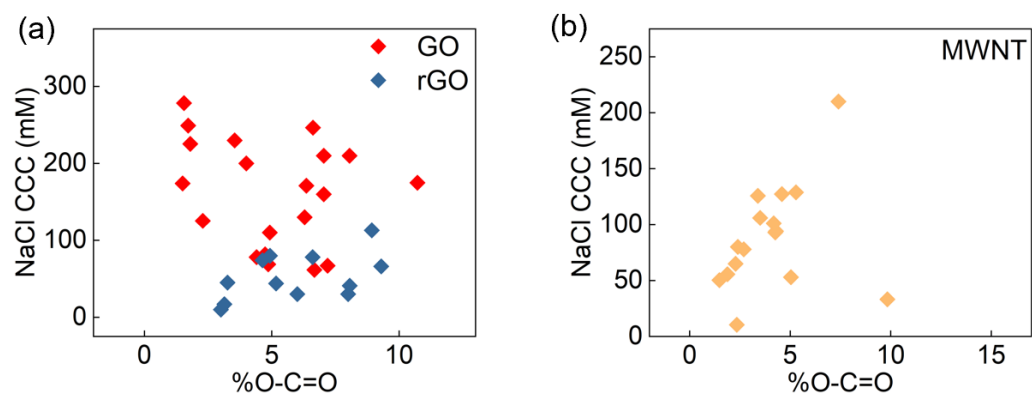 (a)
GO
rGO
NaCl CCC (mM)
300
200
100
0
0 5 10
%O-C=O
(b)
MWNT
NaCl CCC (mM)
250
200
150
100
50
0
0 5 10 15
%O-C=O